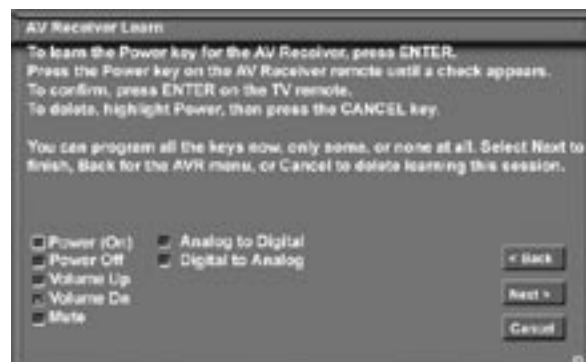 AV Receiver Learn
To learn the Power key for the AV Receiver, press ENTER.
Press the Power key on the AV Receiver remote until a check appears.
To confirm, press ENTER on the TV remote.
To delete, highlight Power, then press the CANCEL key.
You can program all the keys now, only some, or none at all. Select Next to
finish, Back for the AVR menu, or Cancel to delete learning this session.
Power (On) Analog to Digital
Power Off Digital to Analog
< Back
Volume Up
Volume Dn
Next >
Mute
Cancel